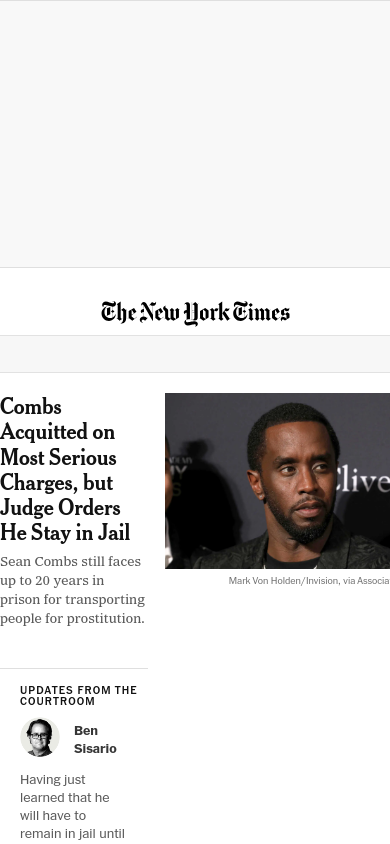 The New York Times
Combs
Acquitted on
Most Serious
Charges, but
Judge Orders
He Stay in Jail
Sean Combs still faces
up to 20 years in
prison for transporting
people for prostitution.
Clive
Mark Von Holden/Invision, via Associa
UPDATES FROM THE
COURTROOM
Ben
Sisario
Having just
learned that he
will have to
remain in jail until